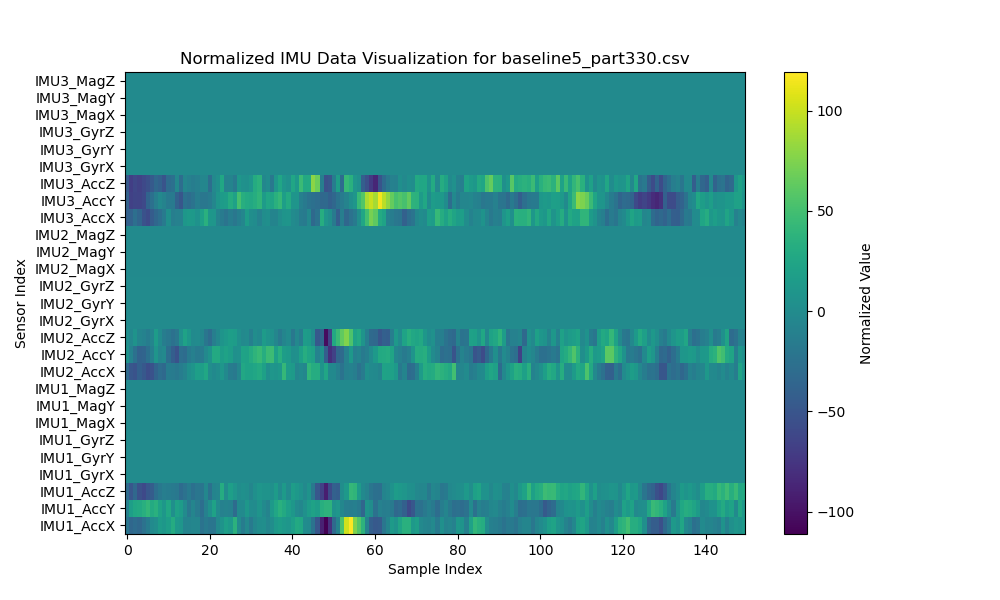 Normalized IMU Data Visualization for baseline5_part330.csv
IMU3_MagZ
IMU3_MagY
IMU3_MagX
IMU3_GyrZ
IMU3_GyrY
IMU3_GyrX
IMU3_AccZ
IMU3_AccY
IMU3_AccX
IMU2_MagZ
IMU2_MagY
IMU2_MagX
IMU2_GyrZ
IMU2_GyrY
IMU2_GyrX
IMU2_AccZ
IMU2_AccY
IMU2_AccX
IMU1_MagZ
IMU1_MagY
IMU1_MagX
IMU1_GyrZ
IMU1_GyrY
IMU1_GyrX
IMU1_AccZ
IMU1_AccY
IMU1_AccX
Sensor Index
0 20 40 60 80 100 120 140
Sample Index
100
50
0
−50
−100
Normalized Value